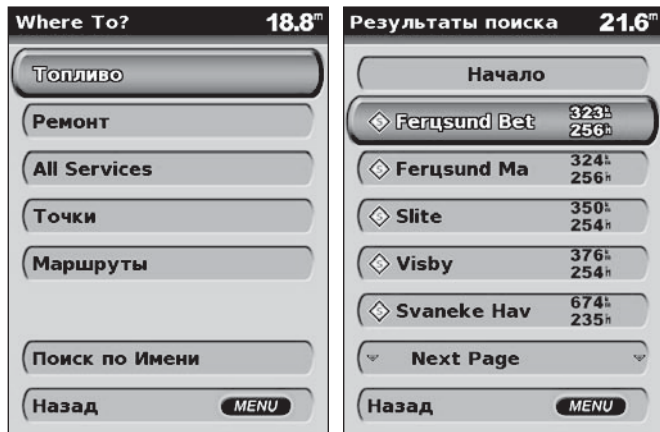 Where To? 18.8m
Топливо
Ремонт
All Services
Точки
Маршруты
Поиск по Имени
Назад MENU
Результаты поиска 21.6m
Начало
S Ferцsund Bet 323
256
S Ferцsund Ma 324
256
S Slite 350
254
S Visby 376
254
S Svaneke Hav 674
235
Next Page
Назад MENU